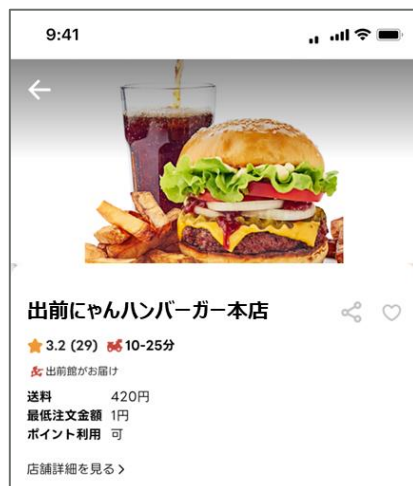 9:41
出前にゃんハンバーガー本店
3.2 (29) 10-25分
出前館がお届け
送料 420円
最低注文金額 1円
ポイント利用 可
店舗詳細を見る